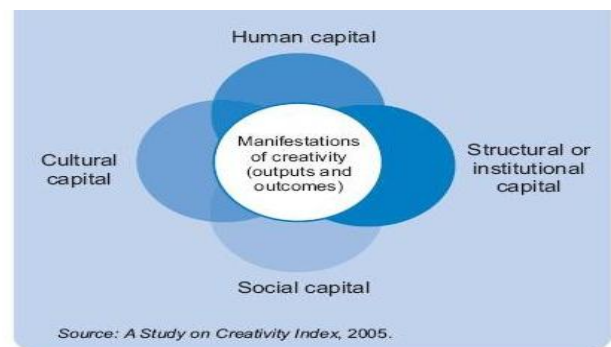 Human capital
Manifestations
of creativity
(outputs and
outcomes)
Cultural
capital
Structural or
institutional
capital
Social capital
Source: A Study on Creativity Index, 2005.